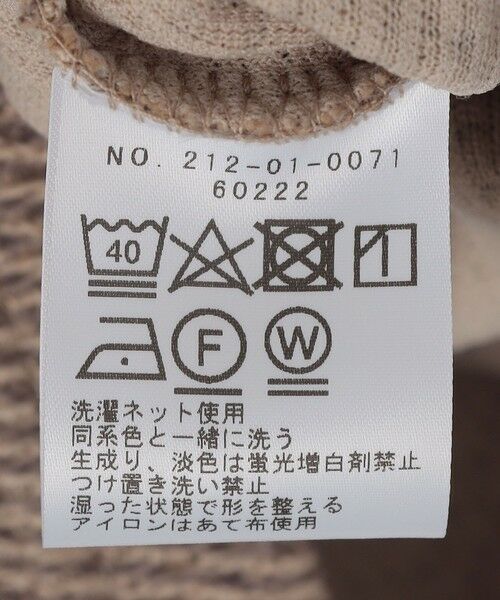 NO. 212-01-0071
60222
40
F W
洗濯ネット使用
同系色と一緒に洗う
生成り、淡色は蛍光増白剤禁止
つけ置き洗い禁止
湿った状態で形を整える
アイロンはあて布使用